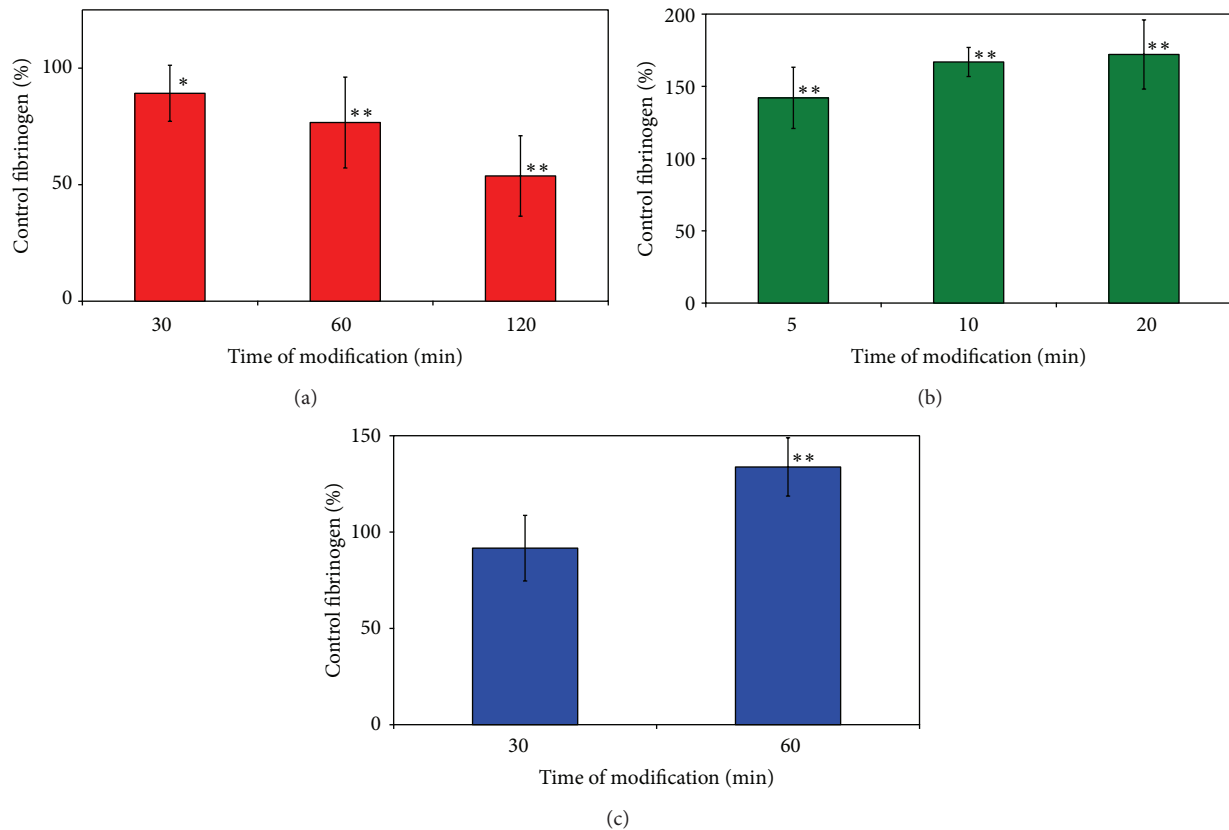 Control fibrinogen (%)
100
50
0
*
**
**
30 60 120
Time of modification (min)
(a)
Control fibrinogen (%)
200
150
100
50
0
**
**
**
5 10 20
Time of modification (min)
(b)
Control fibrinogen (%)
150
100
50
0
**
30 60
Time of modification (min)
(c)